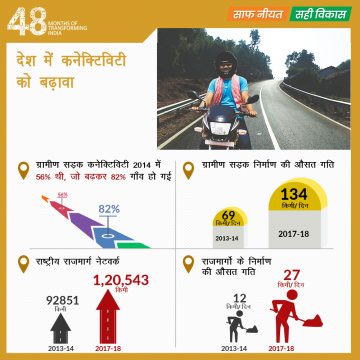 48
MONTHS OF
TRANSFORMING
INDIA
साफ नीयत
सही विकास
देश में कनेक्टिविटी
को बढ़ावा
ग्रामीण सड़क कनेक्टिविटी 2014 में
56% थी, जो बढ़कर 82% गाँव हो गई
56%
82%
ग्रामीण सड़क निर्माण की औसत गति
69
किमी/ दिन
2013-14
134
किमी/ दिन
2017-18
राष्ट्रीय राजमार्ग नेटवर्क
92851
किमी
2013-14
1,20,543
किमी
2017-18
राजमार्गों के निर्माण
की औसत गति
12
किमी/ दिन
2013-14
27
किमी/ दिन
2017-18